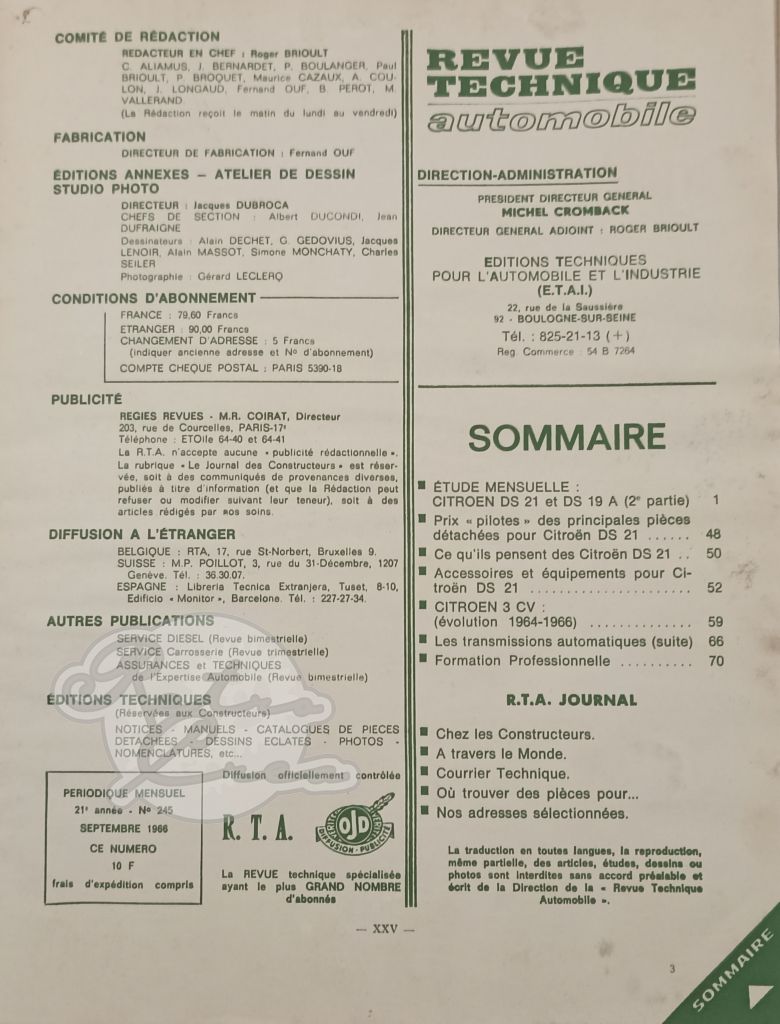 COMITÉ DE RÉDACTION
REDACTEUR EN CHEF : Roger BRIOULT
C. ALIAMUS, J. BERNARDET, P. BOULANGER, Paul
BRIOULT, P. BROQUET, Maurice CAZAUX, A. COU-
LON, J. LONGAUD, Fernand OUF, B. PEROT, M.
VALLERAND
(La Rédaction reçoit le matin du lundi au vendredi)
FABRICATION
DIRECTEUR DE FABRICATION : Fernand OUF
ÉDITIONS ANNEXES – ATELIER DE DESSIN
STUDIO PHOTO
DIRECTEUR : Jacques DUBROCA
CHEFS DE SECTION : Albert DUCONDI, Jean
DUFRAIGNE
Dessinateurs : Alain DECHET, G. GEDOVIUS, Jacques
LENOIR, Alain MASSOT, Simone MONCHATY, Charles
SEILER
Photographie : Gérard LECLERQ
CONDITIONS D'ABONNEMENT
FRANCE : 79,60 Francs
ETRANGER : 90,00 Francs
CHANGEMENT D'ADRESSE : 5 Francs
(indiquer ancienne adresse et Nº d'abonnement)
COMPTE CHEQUE POSTAL : PARIS 5390-18
PUBLICITÉ
REGIES REVUES - M.R. COIRAT, Directeur
203, rue de Courcelles, PARIS-17ᵉ
Téléphone : ETOile 64-40 et 64-41
La R.T.A. n'accepte aucune « publicité rédactionnelle ».
La rubrique « Le Journal des Constructeurs » est réser-
vée, soit à des communiqués de provenances diverses,
publiés à titre d'information (et que la Rédaction peut
refuser ou modifier suivant leur teneur), soit à des
articles rédigés par nos soins.
DIFFUSION A L'ÉTRANGER
BELGIQUE : RTA, 17, rue St-Norbert, Bruxelles 9.
SUISSE : M.P. POILLOT, 3, rue du 31-Décembre, 1207
Genève. Tél. : 36.30.07.
ESPAGNE : Libreria Tecnica Extranjera, Tuset, 8-10,
Edificio « Monitor », Barcelone. Tél. : 227-27-34.
AUTRES PUBLICATIONS
SERVICE DIESEL (Revue bimestrielle)
SERVICE Carrosserie (Revue trimestrielle)
ASSURANCES et TECHNIQUES
de l'Expertise Automobile (Revue bimestrielle)
ÉDITIONS TECHNIQUES
(Réservées aux Constructeurs)
NOTICES - MANUELS - CATALOGUES DE PIECES
DETACHÉES - DESSINS ECLATES - PHOTOS -
NOMENCLATURES, etc...
PERIODIQUE MENSUEL
21ᵉ année - Nº 245
SEPTEMBRE 1966
CE NUMERO
10 F
frais d'expédition compris
Diffusion officiellement contrôlée
R. T. A.
OJD
DIFFUSION - PUBLICITÉ
La REVUE technique spécialisée
ayant le plus GRAND NOMBRE
d'abonnés
REVUE
TECHNIQUE
automobile
DIRECTION-ADMINISTRATION
PRESIDENT DIRECTEUR GENERAL
MICHEL CROMBACK
DIRECTEUR GENERAL ADJOINT : ROGER BRIOULT
EDITIONS TECHNIQUES
POUR L'AUTOMOBILE ET L'INDUSTRIE
(E.T.A.I.)
22, rue de la Saussière
92 - BOULOGNE-SUR-SEINE
Tél. : 825-21-13 (+)
Reg. Commerce : 54 B 7264
SOMMAIRE
■ ÉTUDE MENSUELLE :
CITROEN DS 21 et DS 19 A (2ᵉ partie) 1
■ Prix « pilotes » des principales pièces
détachées pour Citroën DS 21 ...... 48
■ Ce qu'ils pensent des Citroën DS 21 .. 50
■ Accessoires et équipements pour Ci-
troën DS 21 ..................... 52
■ CITROEN 3 CV :
(évolution 1964-1966) ............. 59
■ Les transmissions automatiques (suite) 66
■ Formation Professionnelle .......... 70
R.T.A. JOURNAL
■ Chez les Constructeurs.
■ A travers le Monde.
■ Courrier Technique.
■ Où trouver des pièces pour...
■ Nos adresses sélectionnées.
La traduction en toutes langues, la reproduction,
même partielle, des articles, études, dessins ou
photos sont interdites sans accord préalable et
écrit de la Direction de la « Revue Technique
Automobile ».
— XXV —
3
SOMMAIRE